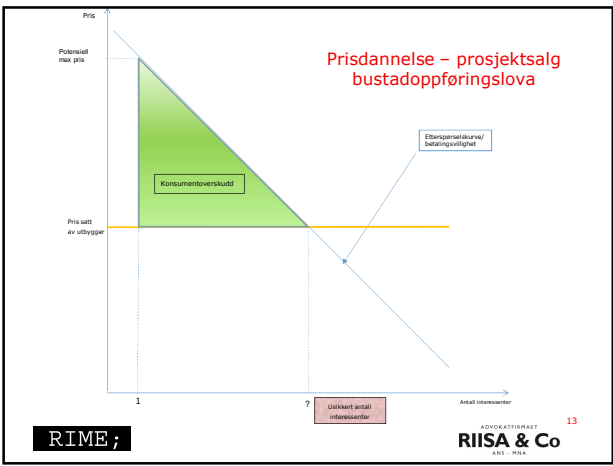 Pris
Prisdannelse – prosjektsalg
bustadoppføringslova
Potensiell
max pris
Etterspørselskurve/
betalingsvillighet
Konsumentoverskudd
Pris satt
av utbygger
1
?
Usikkert antall
interessenter
Antall interessenter
13
RIME;
ADVOKATFIRMAET
RIISA & Co
ANS - MNA